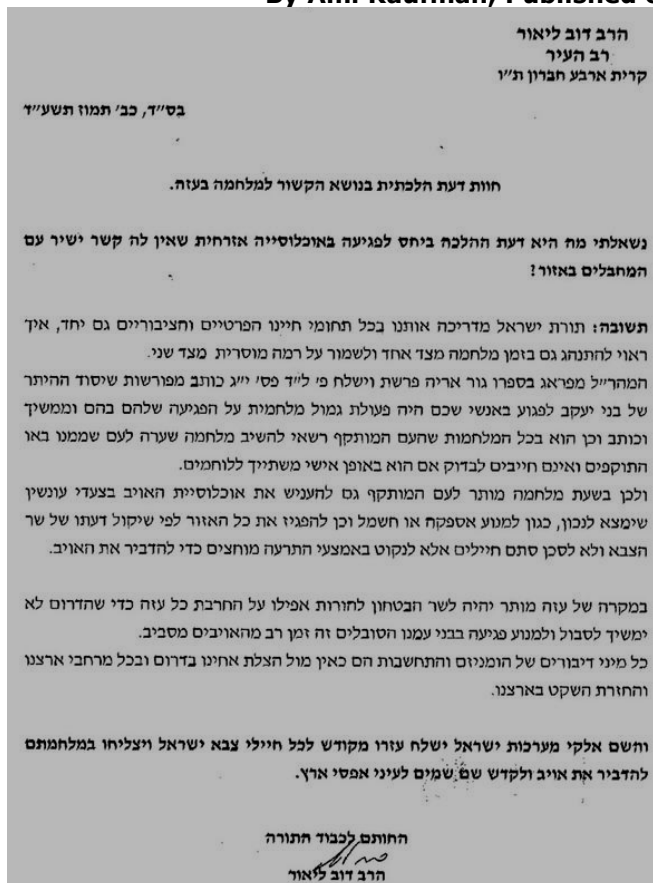 הרב דוב ליאור
רב העיר
קרית ארבע חברון ת״ו
בס״ד, כב׳ תמוז תשע״ד
חוות דעת הלכתית בנושא הקשור למלחמה בעזה.
נשאלתי מה היא דעת ההלכה ביחס לפגיעה באוכלוסייה אזרחית שאין לה קשר ישיר עם
המחבלים באזור?
תשובה: תורת ישראל מדריכה אותנו בכל תחומי חיינו הפרטיים והציבוריים גם יחד, איך
ראוי להתנהג גם בזמן מלחמה מצד אחד ולשמור על רמה מוסרית מצד שני.
המהר״ל מפראג בספרו גור אריה פרשת וישלח פ׳ ל״ד פס׳ י״ג כותב מפורשות שיסוד ההיתר
של בני יעקב לפגוע באנשי שכם היה פעולת גמול מלחמית על הפגיעה שלהם בהם וממשיך
וכותב וכן הוא בכל המלחמות שהעם המותקף רשאי להשיב מלחמה שערה לעם שממנו באו
התוקפים ואינם חייבים לבדוק אם הוא באופן אישי משתייך ללוחמים.
ולכן בשעת מלחמה מותר לעם המותקף גם להעניש את אוכלוסיית האויב בצעדי עונשין
שימצא לנכון, כגון למנוע אספקה או חשמל וכן להפגיז את כל האזור לפי שיקול דעתו של שר
הצבא ולא לסכן סתם חיילים אלא לנקוט באמצעי התרעה מוחצים כדי להדביר את האויב.
במקרה של עזה מותר יהיה לשר הבטחון להורות אפילו על החרבת כל עזה כדי שהדרום לא
ימשיך לסבול ולמנוע פגיעה בבני עמנו הסובלים זה זמן רב מהאויבים מסביב.
כל מיני דיבורים של הומניזם והתחשבות הם כאין מול הצלת אחינו בדרום ובכל מרחבי ארצנו
והחזרת השקט בארצנו.
והשם אלקי מערכות ישראל ישלח עזרו מקודש לכל חיילי צבא ישראל ויצליחו במלחמתם
להדביר את אויב ולקדש שם שמים לעיני אפסי ארץ.
החותם לכבוד התורה
הרב דוב ליאור